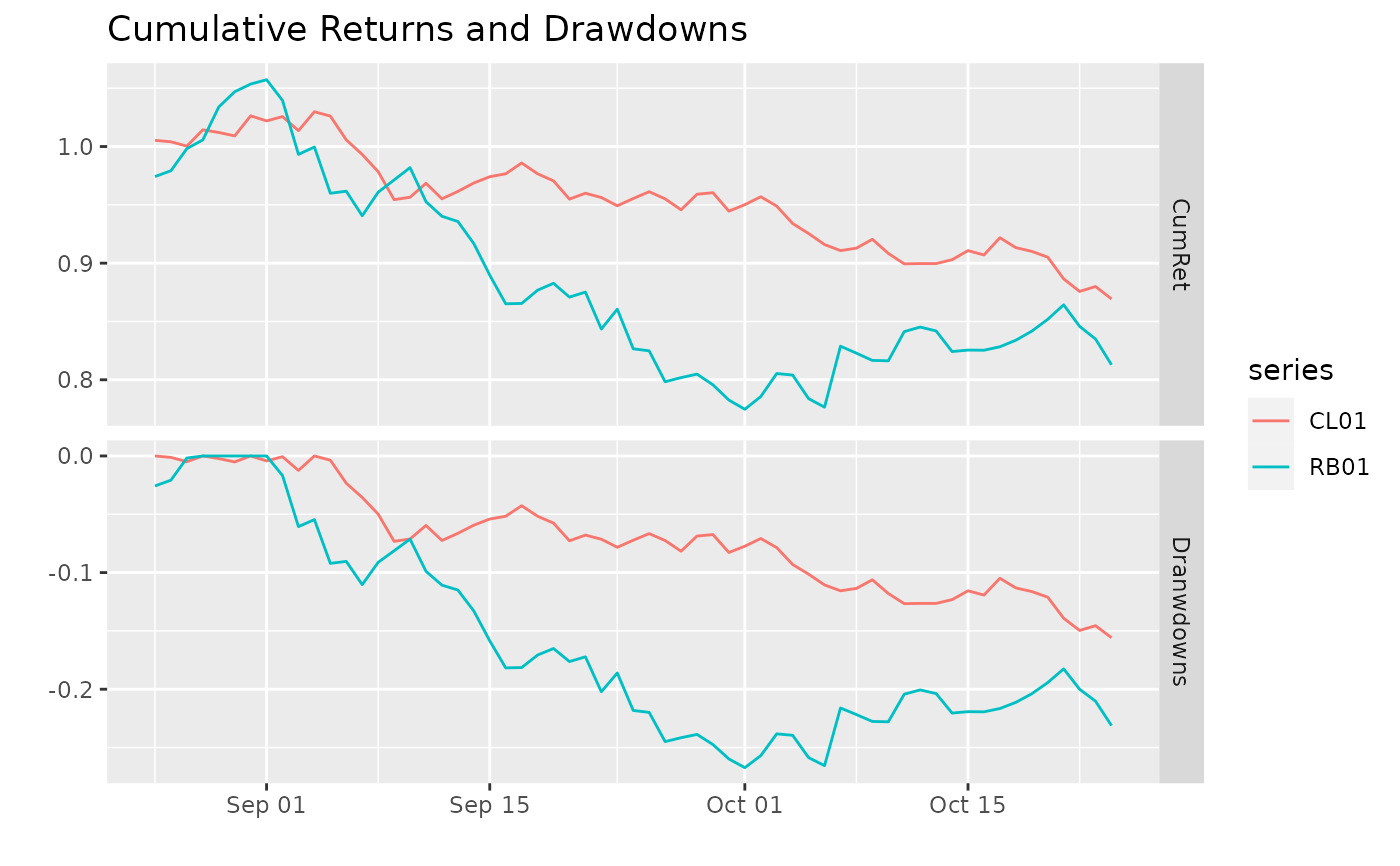 Cumulative Returns and Drawdowns
1.0
0.9
0.8
CumRet
0.0
-0.1
-0.2
Dranwdowns
Sep 01
Sep 15
Oct 01
Oct 15
series
CL01
RB01